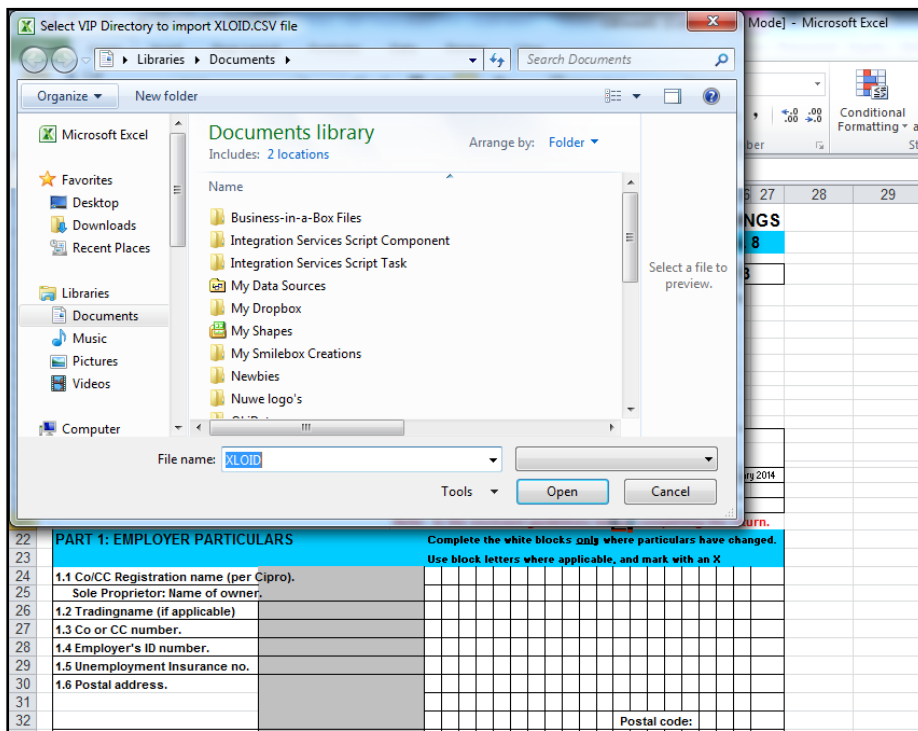 Select VIP Directory to import XLOID.CSV file
Mode] - Microsoft Excel
Libraries Documents
Search Documents
Organize New folder
Microsoft Excel
Favorites
Desktop
Downloads
Recent Places
Libraries
Documents
Music
Pictures
Videos
Computer
Documents library
Includes: 2 locations
Arrange by: Folder
Name
Business-in-a-Box Files
Integration Services Script Component
Integration Services Script Task
My Data Sources
My Dropbox
My Shapes
My Smilebox Creations
Newbies
Nuwe logo's
Select a file to
preview.
File name: XLOID
Tools Open Cancel
Conditional
Formatting
ber
27 28 29
NGS
8
3
2014
urn.
22 PART 1: EMPLOYER PARTICULARS Complete the white blocks only where particulars have changed.
23 Use block letters where applicable, and mark with an X
24 1.1 Co/CC Registration name (per Cipro).
25 Sole Proprietor: Name of owner.
26 1.2 Tradingname (if applicable)
27 1.3 Co or CC number.
28 1.4 Employer's ID number.
29 1.5 Unemployment Insurance no.
30 1.6 Postal address.
31
32 Postal code: